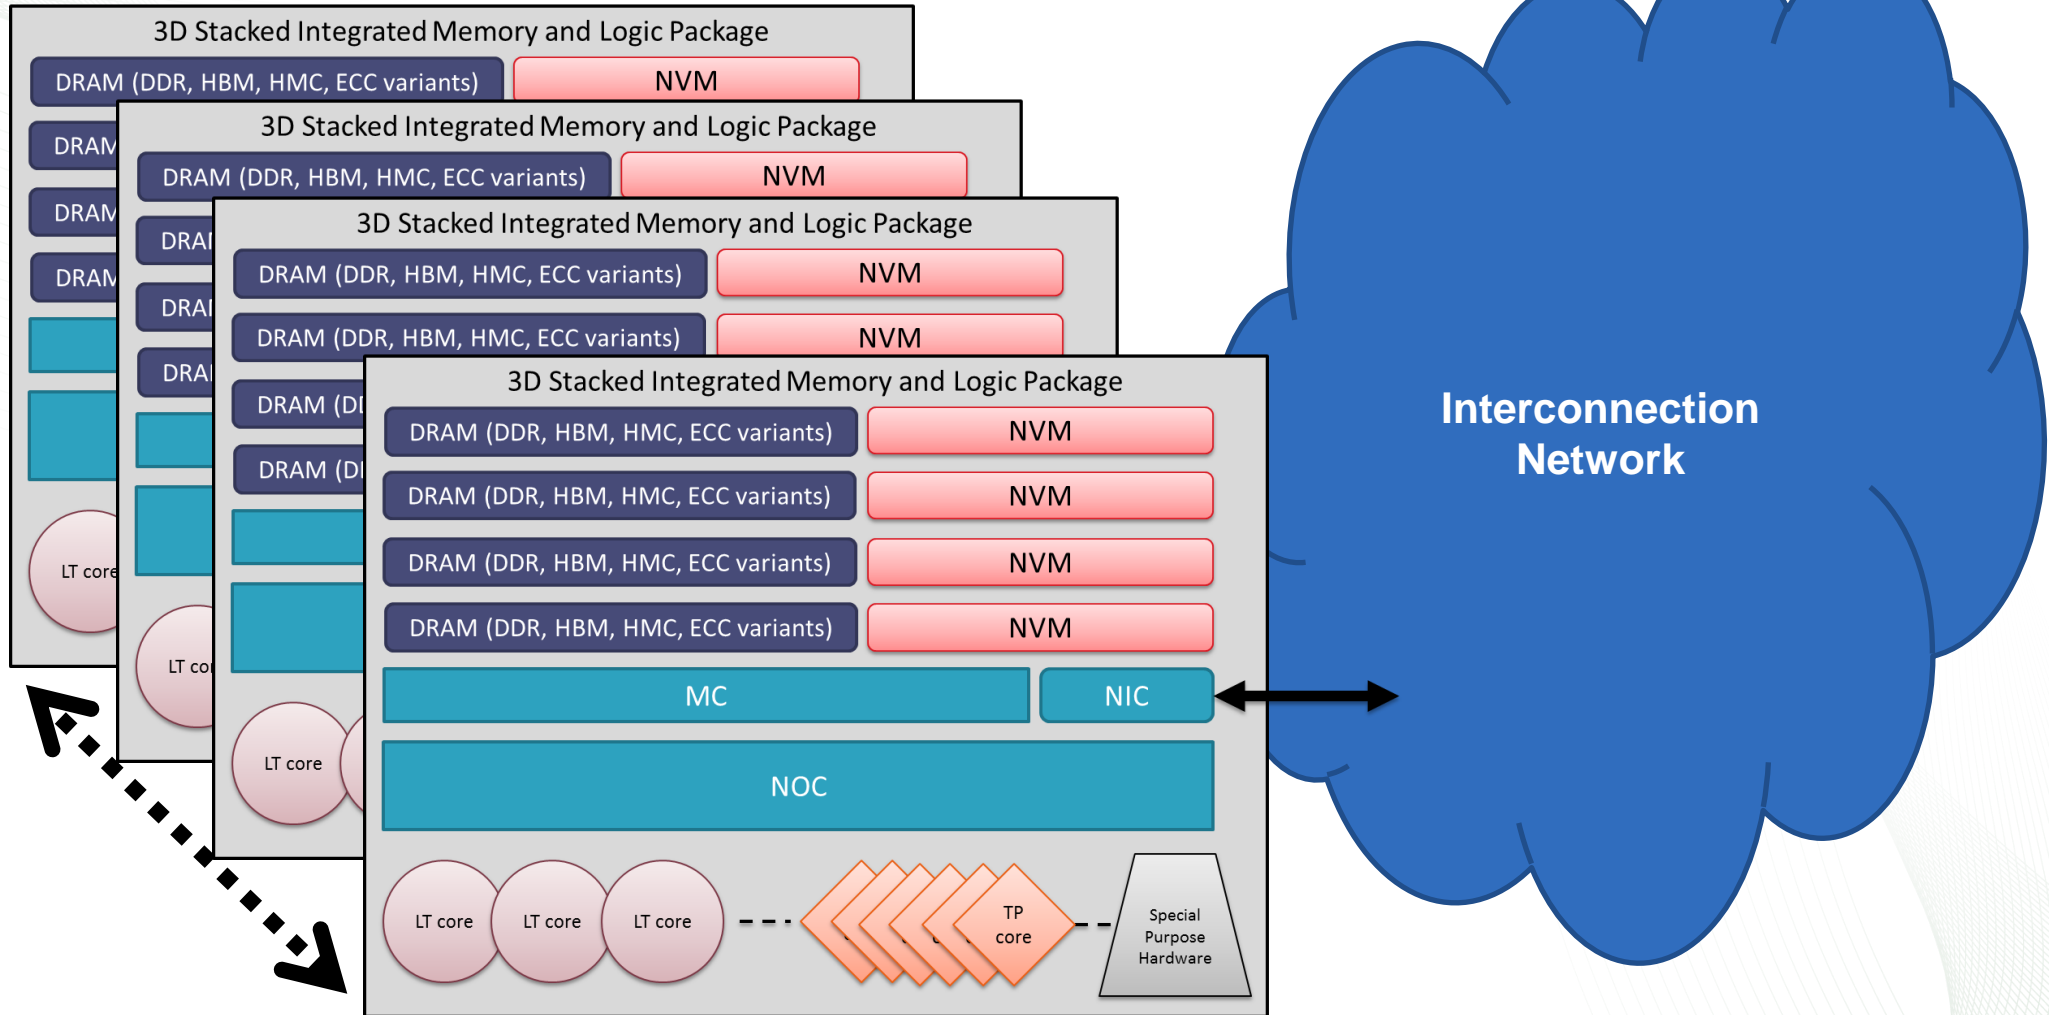 3D Stacked Integrated Memory and Logic Package
DRAM (DDR, HBM, HMC, ECC variants)
NVM
DRAM
DRAM
DRAM
LT core
3D Stacked Integrated Memory and Logic Package
DRAM (DDR, HBM, HMC, ECC variants)
NVM
LT
3D Stacked Integrated Memory and Logic Package
DRAM (DDR, HBM, HMC, ECC variants)
NVM
DRAM (DDR, HBM, HMC, ECC variants)
NVM
DRAM
DRAM
LT core
3D Stacked Integrated Memory and Logic Package
DRAM (DDR, HBM, HMC, ECC variants)
NVM
DRAM (DDR, HBM, HMC, ECC variants)
NVM
DRAM (DDR, HBM, HMC, ECC variants)
NVM
DRAM (DDR, HBM, HMC, ECC variants)
NVM
MC
NIC
NOC
LT core
LT core
LT core
TP
core
Special
Purpose
Hardware
Interconnection
Network